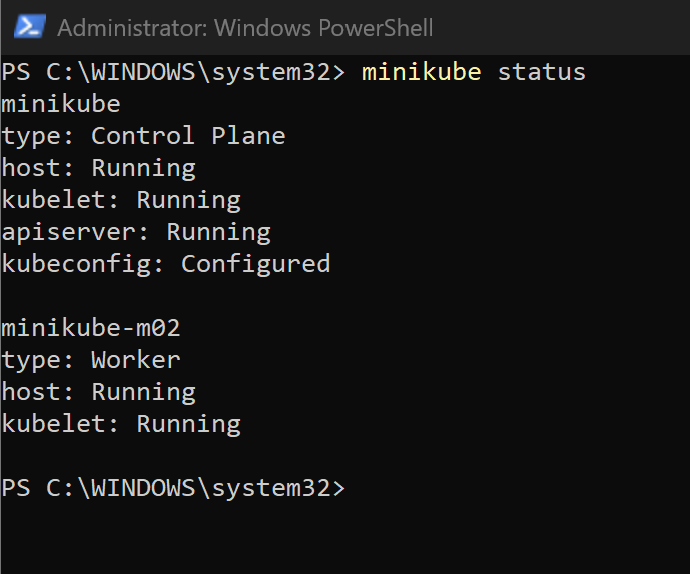 Administrator: Windows PowerShell
PS C:\WINDOWS\system32> minikube status
minikube
type: Control Plane
host: Running
kubelet: Running
apiserver: Running
kubeconfig: Configured
minikube-m02
type: Worker
host: Running
kubelet: Running
PS C:\WINDOWS\system32>